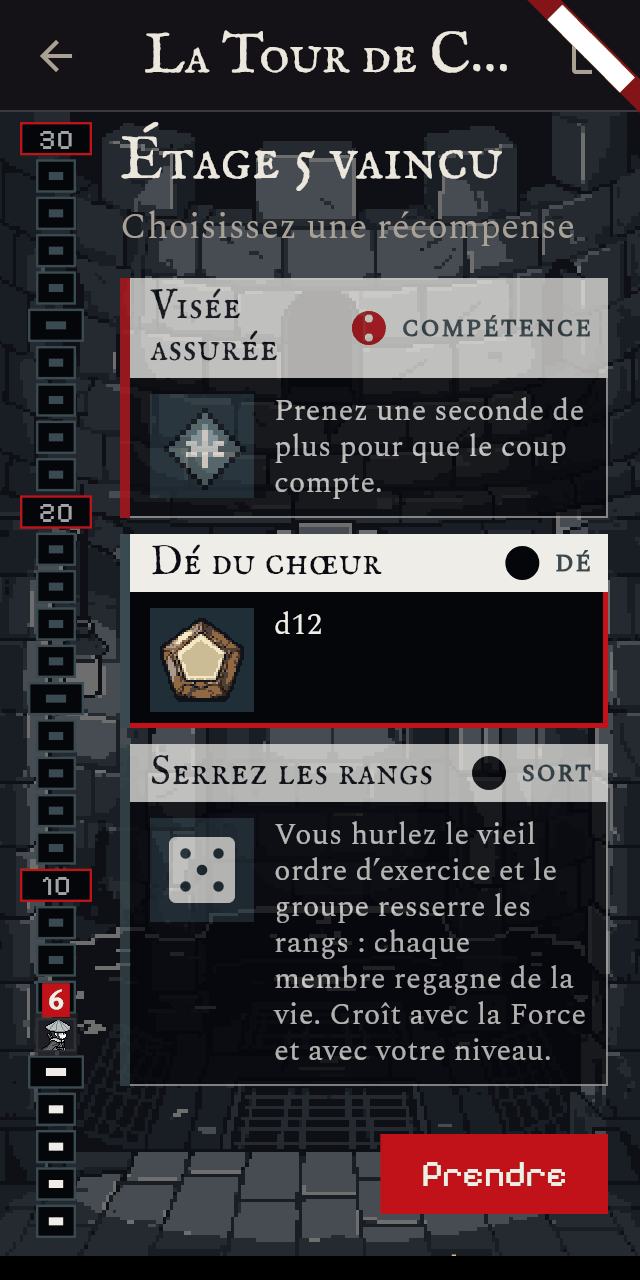 La Tour de C...
30
Étage 5 vaincu
Choisissez une récompense
Visée
assurée
COMPÉTENCE
Prenez une seconde de
plus pour que le coup
compte.
20
Dé du chœur
DÉ
d12
Serrez les rangs
SORT
Vous hurlez le vieil
ordre d'exercice et le
groupe resserre les
rangs : chaque
membre regagne de la
vie. Croît avec la Force
et avec votre niveau.
10
6
Prendre